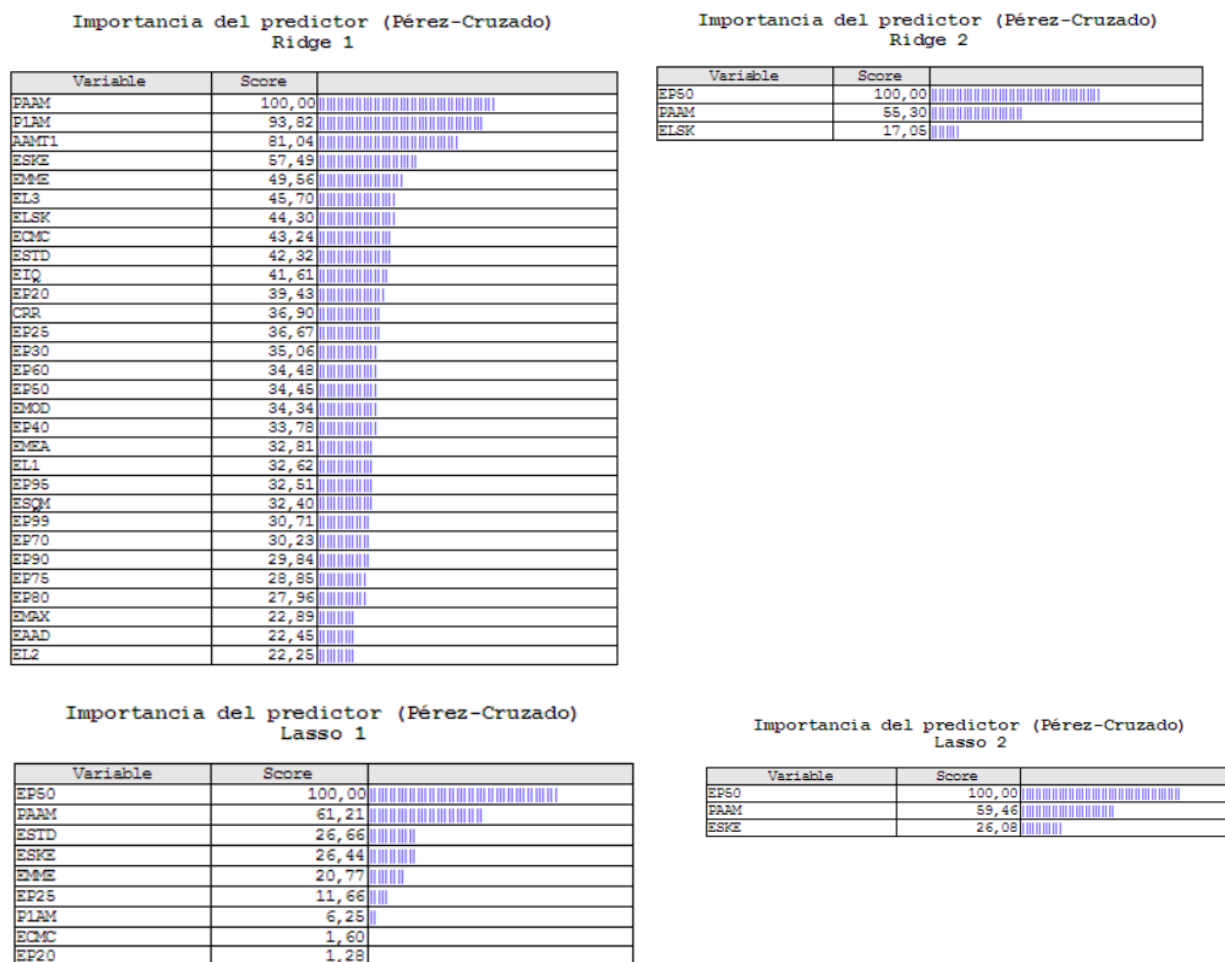 Importancia del predictor (Pérez-Cruzado)
Ridge 1
Variable Score
PAAM 100,00
P1AM 93,82
AAMT1 81,04
ESKE 57,49
EMME 49,56
EL3 45,70
ELSK 44,30
ECMC 43,24
ESTD 42,32
EIQ 41,61
EP20 39,43
CRR 36,90
EP25 36,67
EP30 35,06
EP60 34,48
EP50 34,45
EMOD 34,34
EP40 33,78
EMEA 32,81
EL1 32,62
EP95 32,51
ESQM 32,40
EP99 30,71
EP70 30,23
EP90 29,84
EP75 28,85
EP80 27,96
EMAX 22,89
EAAD 22,45
EL2 22,25
Importancia del predictor (Pérez-Cruzado)
Ridge 2
Variable Score
EP50 100,00
PAAM 55,30
ELSK 17,05
Importancia del predictor (Pérez-Cruzado)
Lasso 1
Variable Score
EP50 100,00
PAAM 61,21
ESTD 26,66
ESKE 26,44
EMME 20,77
EP25 11,66
P1AM 6,25
ECMC 1,60
EP20 1,28
Importancia del predictor (Pérez-Cruzado)
Lasso 2
Variable Score
EP50 100,00
PAAM 59,46
ESKE 26,08